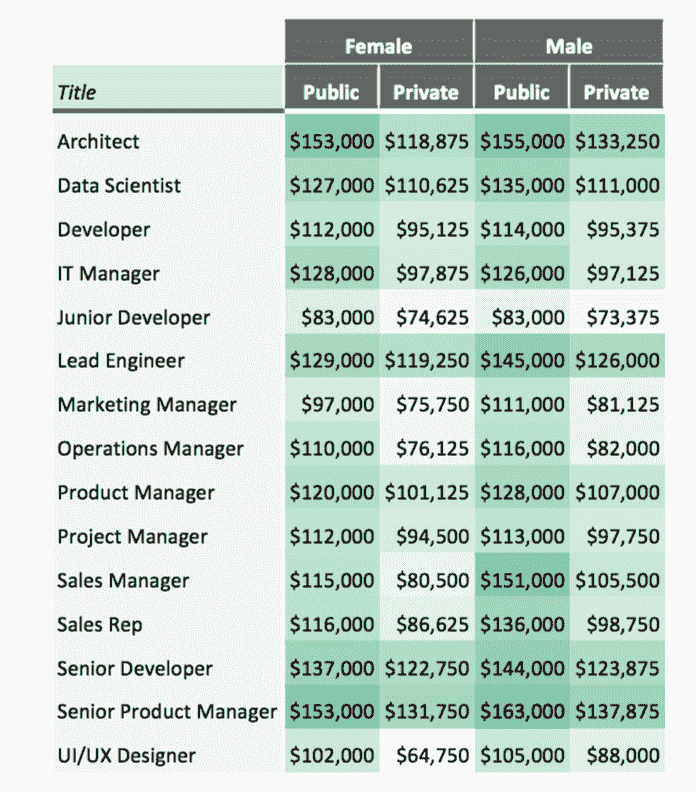 Female Male
Title Public Private Public Private
Architect $153,000 $118,875 $155,000 $133,250
Data Scientist $127,000 $110,625 $135,000 $111,000
Developer $112,000 $95,125 $114,000 $95,375
IT Manager $128,000 $97,875 $126,000 $97,125
Junior Developer $83,000 $74,625 $83,000 $73,375
Lead Engineer $129,000 $119,250 $145,000 $126,000
Marketing Manager $97,000 $75,750 $111,000 $81,125
Operations Manager $110,000 $76,125 $116,000 $82,000
Product Manager $120,000 $101,125 $128,000 $107,000
Project Manager $112,000 $94,500 $113,000 $97,750
Sales Manager $115,000 $80,500 $151,000 $105,500
Sales Rep $116,000 $86,625 $136,000 $98,750
Senior Developer $137,000 $122,750 $144,000 $123,875
Senior Product Manager $153,000 $131,750 $163,000 $137,875
UI/UX Designer $102,000 $64,750 $105,000 $88,000